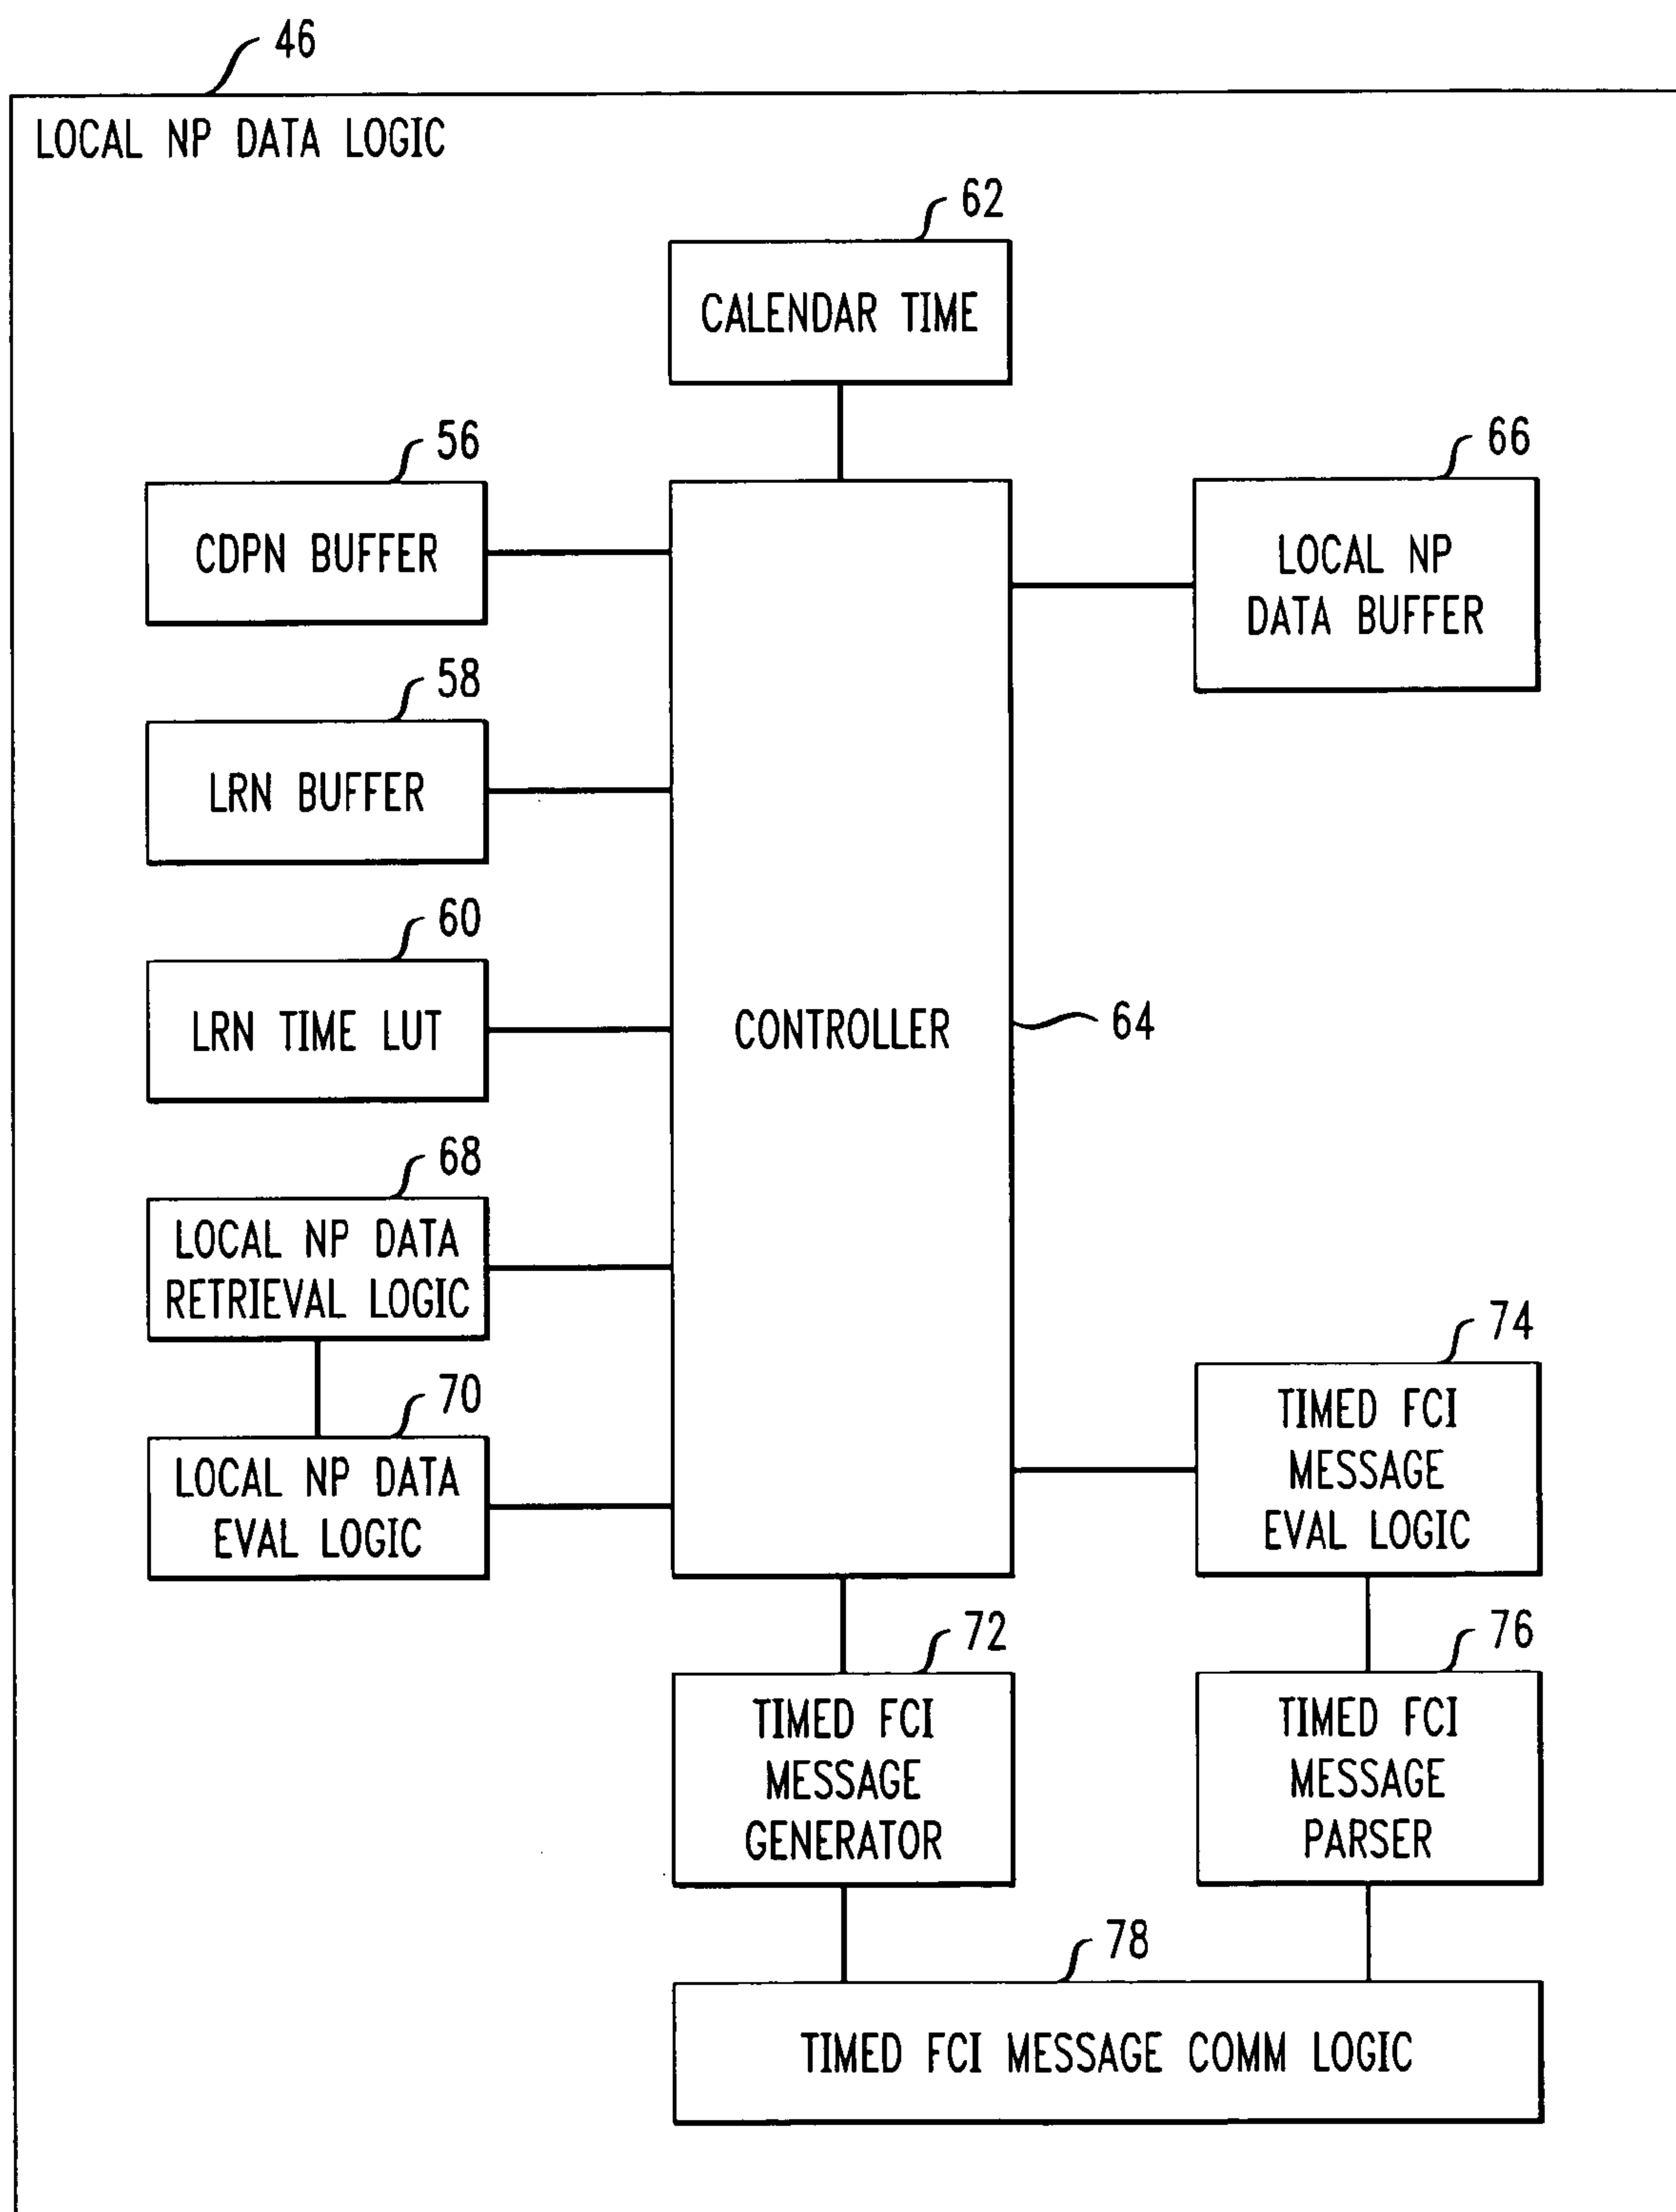 46
LOCAL NP DATA LOGIC
62
CALENDAR TIME
56
CDPN BUFFER
66
LOCAL NP
DATA BUFFER
58
LRN BUFFER
60
LRN TIME LUT
CONTROLLER
64
68
LOCAL NP DATA
RETRIEVAL LOGIC
70
LOCAL NP DATA
EVAL LOGIC
74
TIMED FCI
MESSAGE
EVAL LOGIC
72
TIMED FCI
MESSAGE
GENERATOR
76
TIMED FCI
MESSAGE
PARSER
78
TIMED FCI MESSAGE COMM LOGIC